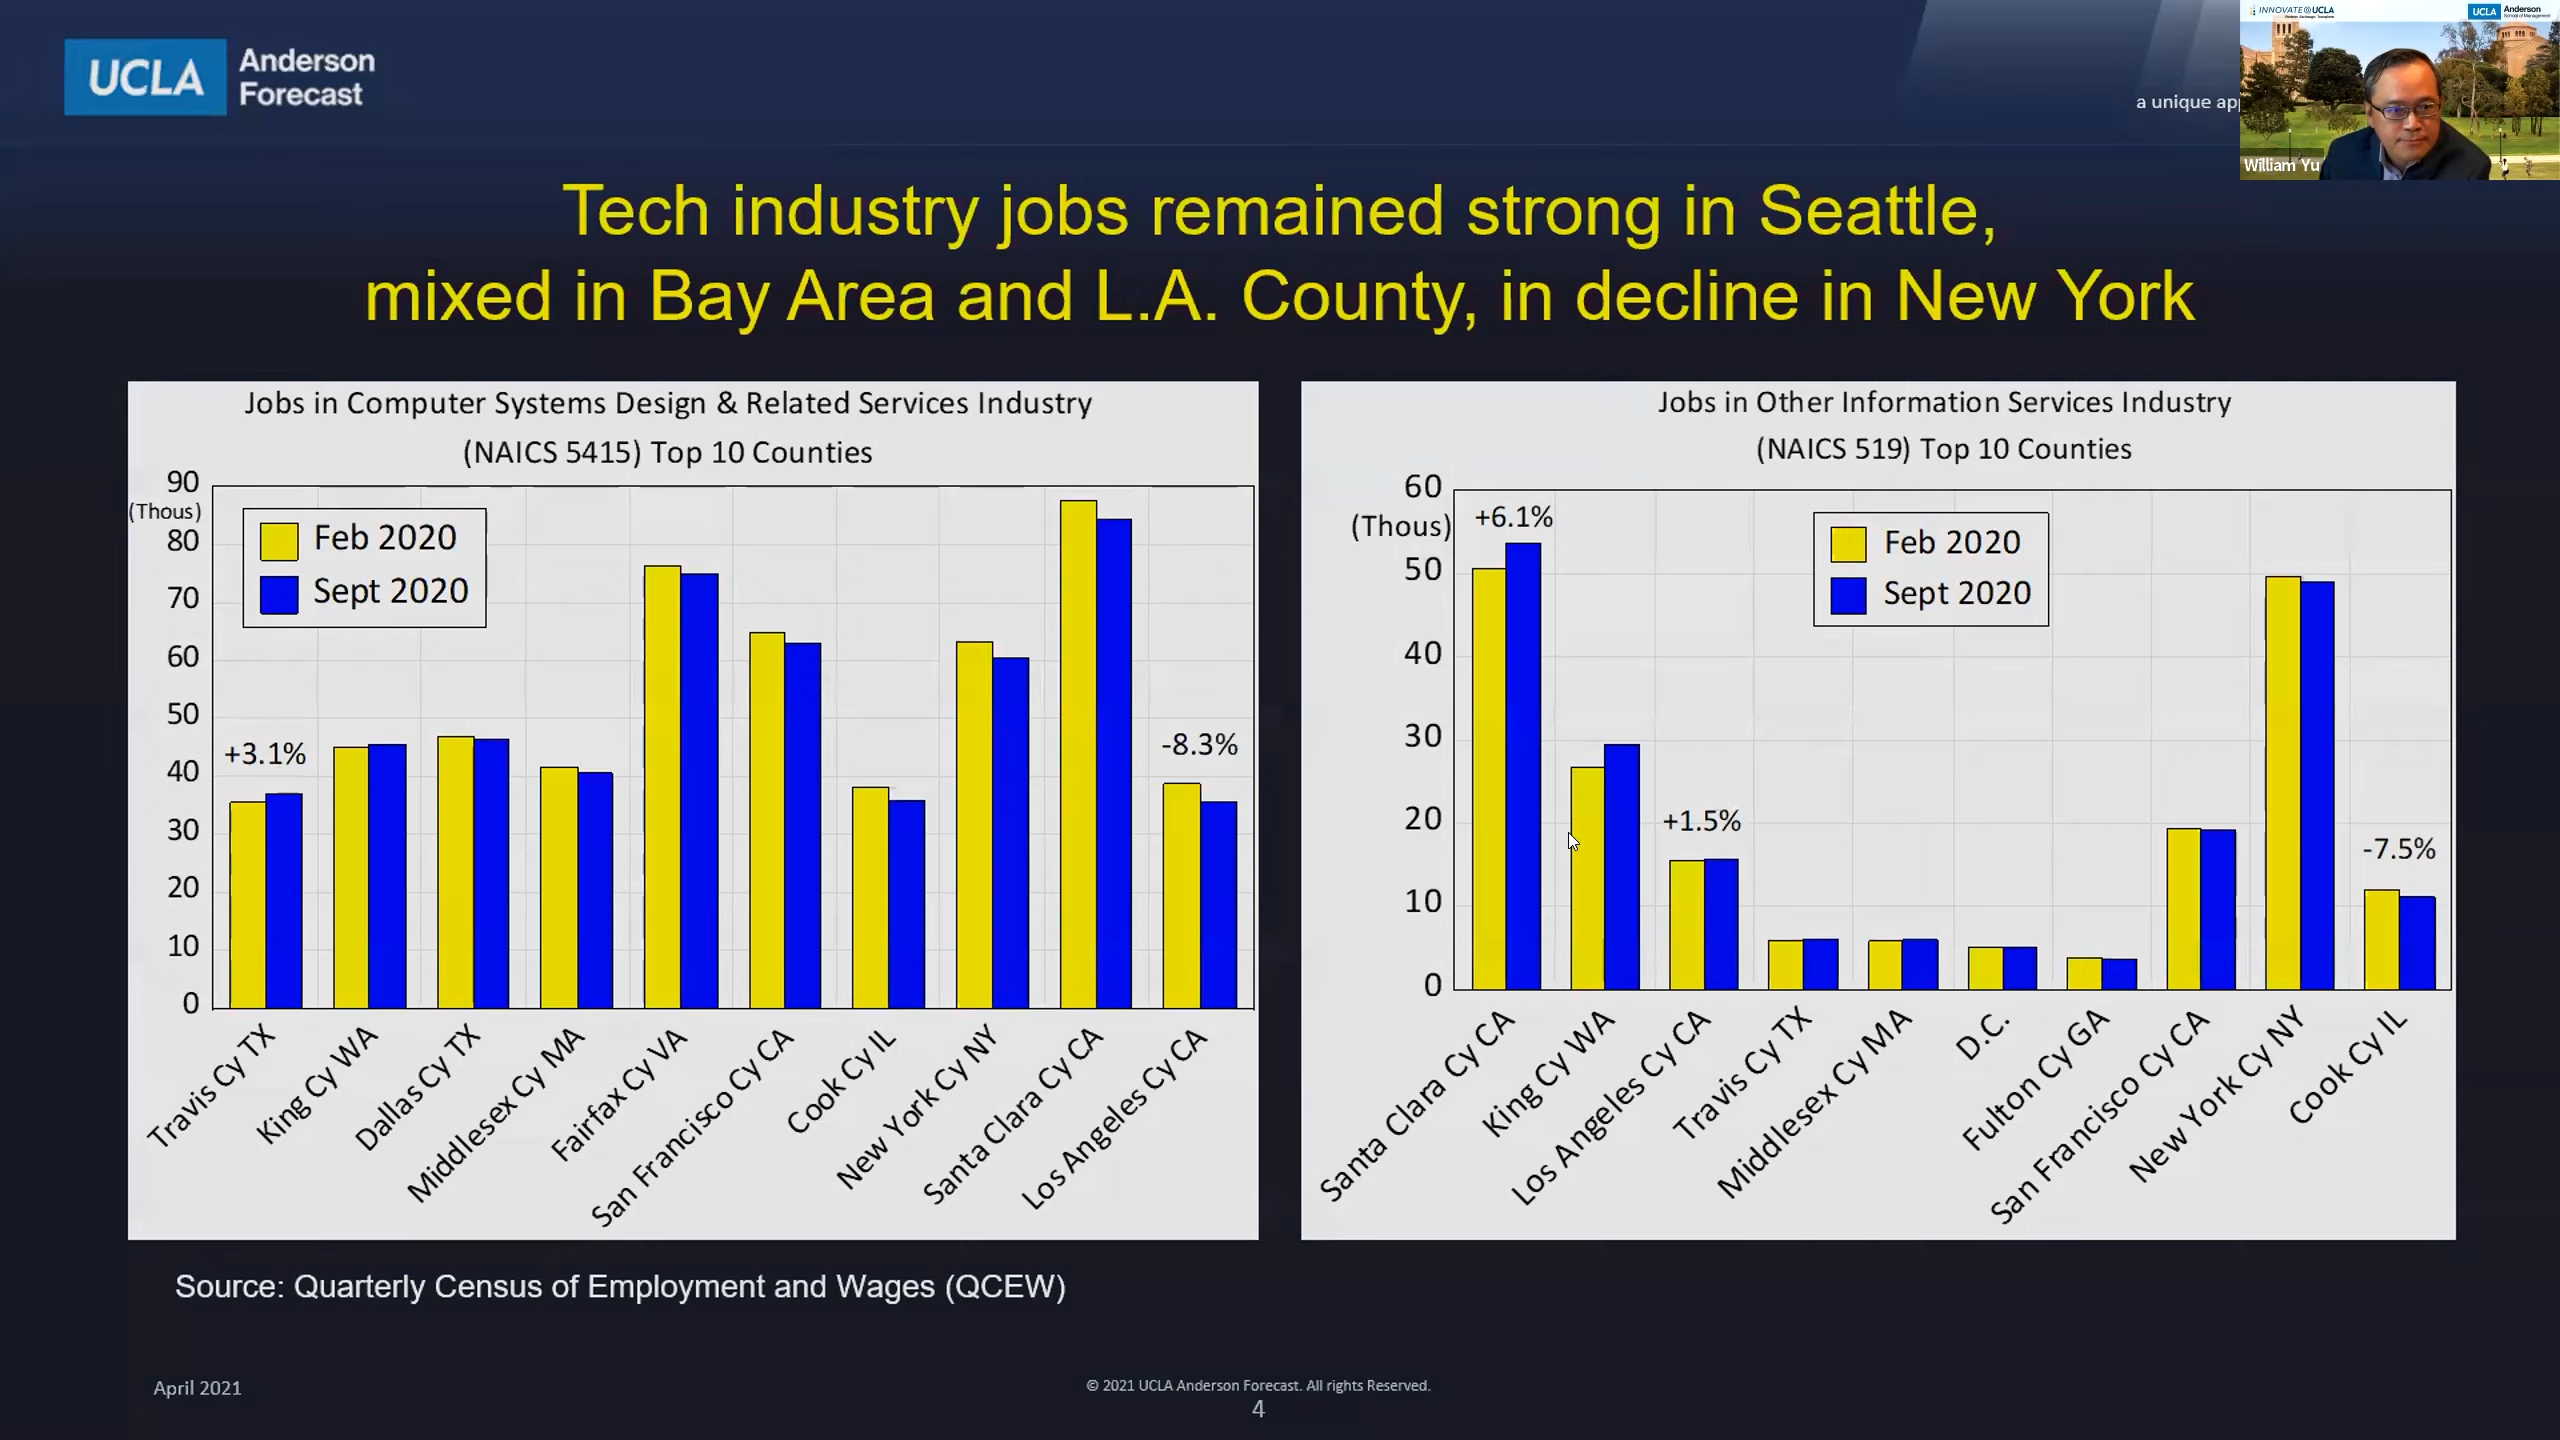 UCLA Anderson Forecast
INNOVATE@UCLA
UCLA Anderson
a unique
William Yu
Tech industry jobs remained strong in Seattle,
mixed in Bay Area and L.A. County, in decline in New York
Jobs in Computer Systems Design & Related Services Industry
(NAICS 5415) Top 10 Counties
90
(Thous)
80
70
60
50
40
30
20
10
0
Feb 2020
Sept 2020
+3.1%
-8.3%
Travis Cy TX
King Cy WA
Dallas Cy TX
Middlesex Cy MA
Fairfax Cy VA
San Francisco Cy CA
Cook Cy IL
New York Cy NY
Santa Clara Cy CA
Los Angeles Cy CA
Jobs in Other Information Services Industry
(NAICS 519) Top 10 Counties
60
(Thous)
50
40
30
20
10
0
+6.1%
Feb 2020
Sept 2020
+1.5%
-7.5%
Santa Clara Cy CA
King Cy WA
Los Angeles Cy CA
Travis Cy TX
Middlesex Cy MA
D.C.
Fulton Cy GA
San Francisco Cy CA
New York Cy NY
Cook Cy IL
Source: Quarterly Census of Employment and Wages (QCEW)
April 2021
© 2021 UCLA Anderson Forecast. All rights Reserved.
4